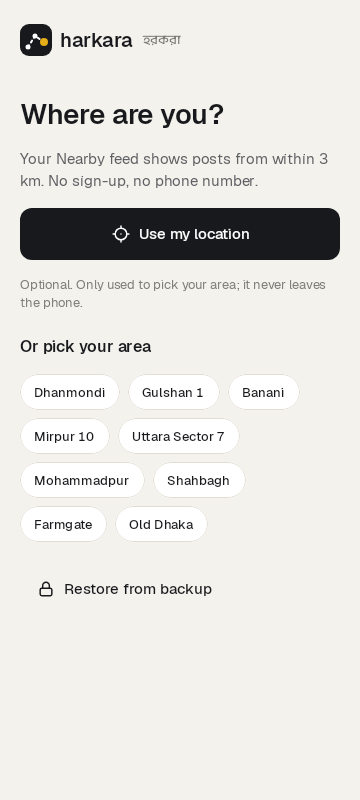 harkara হরকরা
Where are you?
Your Nearby feed shows posts from within 3
km. No sign-up, no phone number.
Use my location
Optional. Only used to pick your area; it never leaves
the phone.
Or pick your area
Dhanmondi Gulshan 1 Banani
Mirpur 10 Uttara Sector 7
Mohammadpur Shahbagh
Farmgate Old Dhaka
Restore from backup